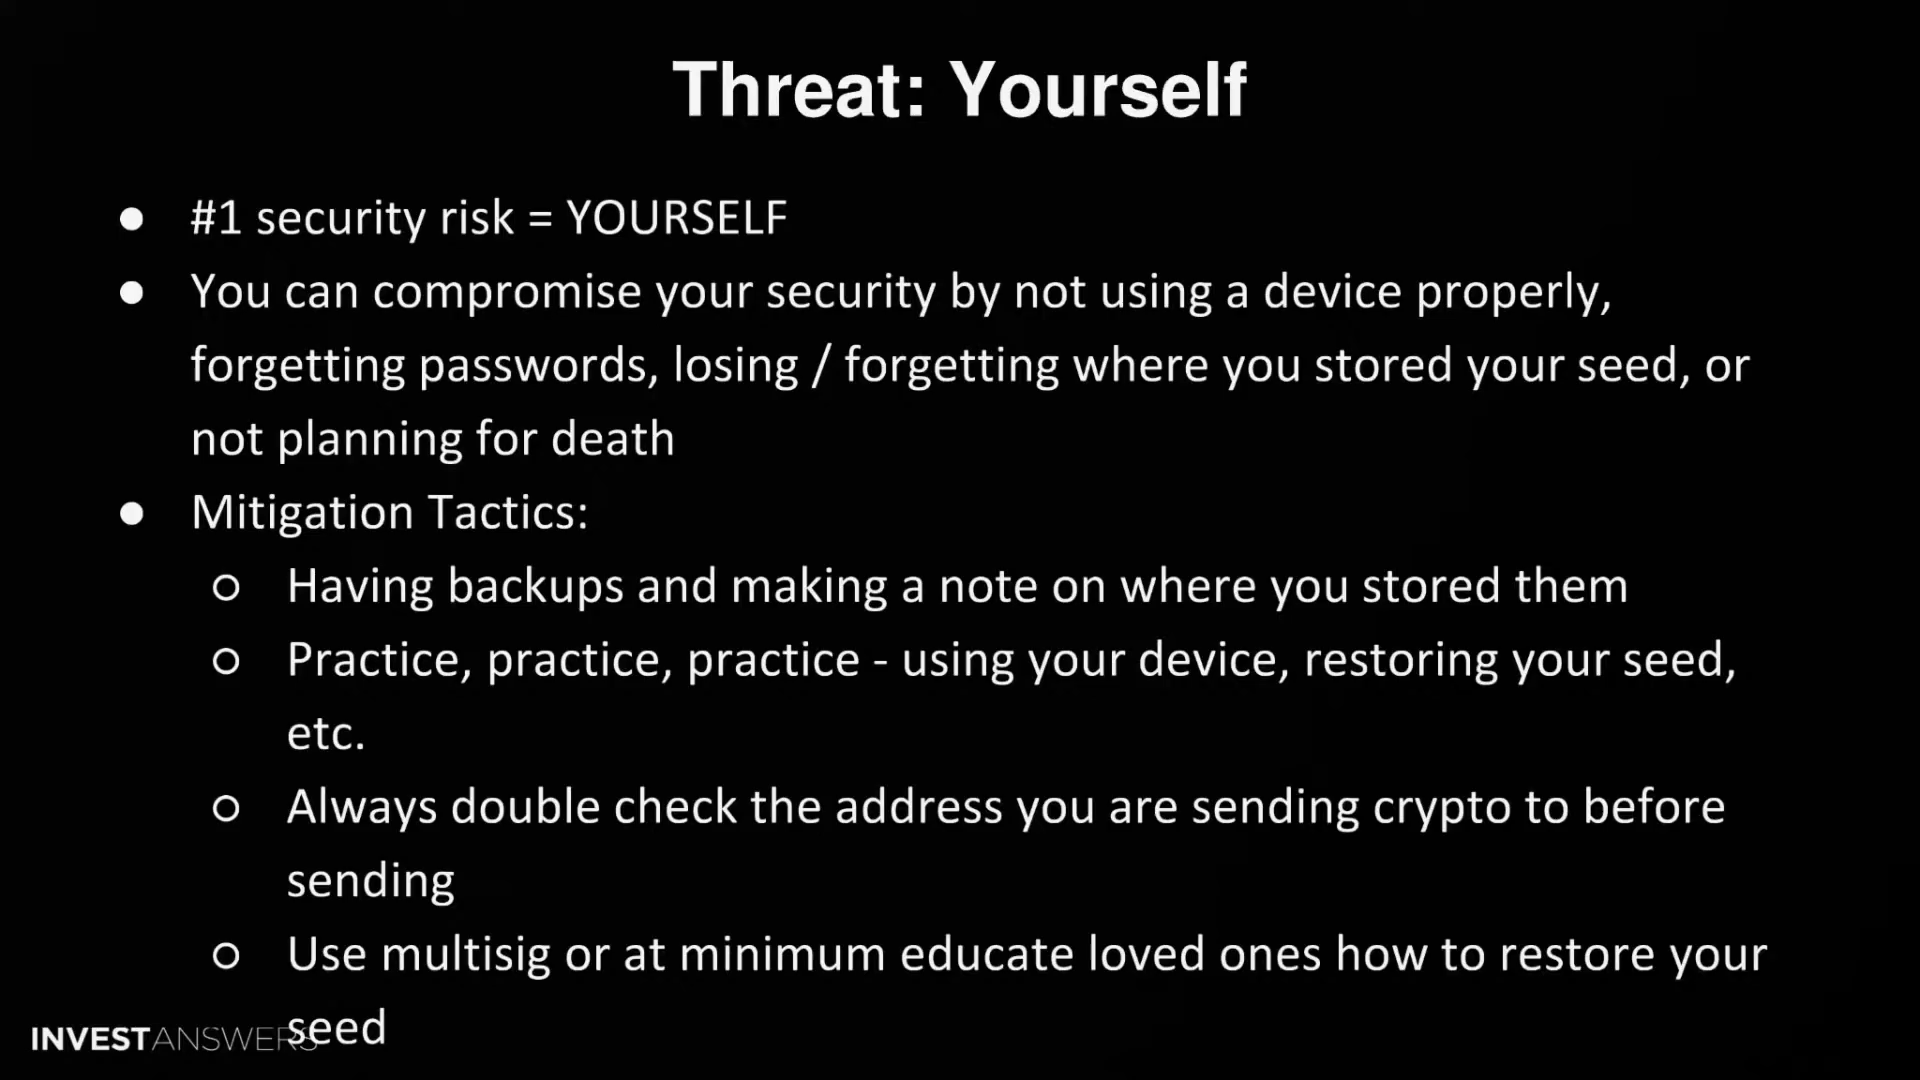 Threat: Yourself
● #1 security risk = YOURSELF
● You can compromise your security by not using a device properly,
forgetting passwords, losing / forgetting where you stored your seed, or
not planning for death
● Mitigation Tactics:
○ Having backups and making a note on where you stored them
○ Practice, practice, practice - using your device, restoring your seed,
etc.
○ Always double check the address you are sending crypto to before
sending
○ Use multisig or at minimum educate loved ones how to restore your
seed
INVESTANSWERS